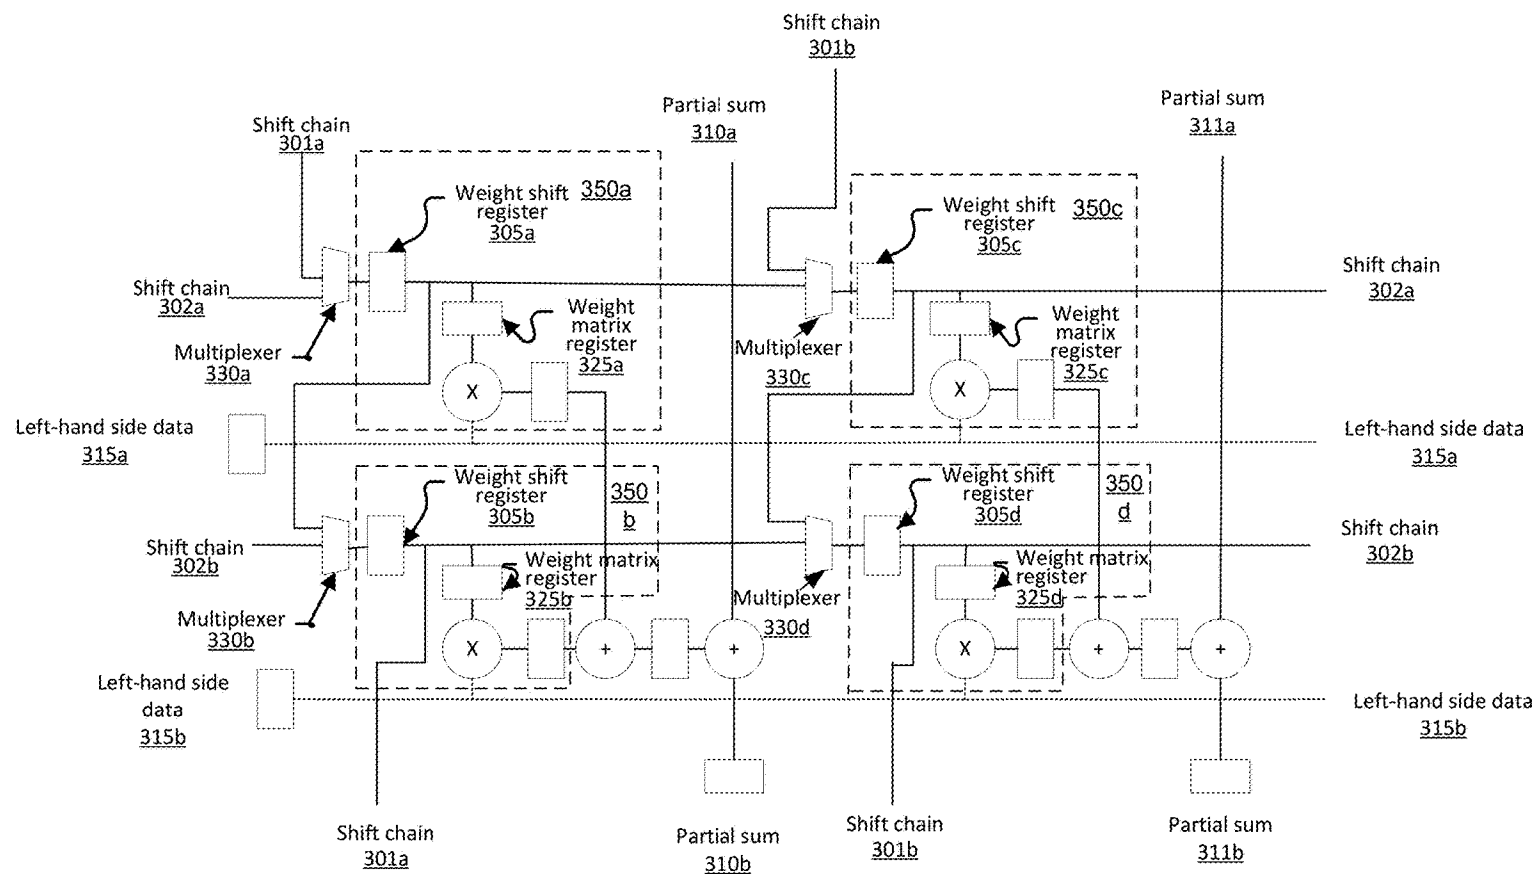 Shift chain
301b
Partial sum
310a
Partial sum
311a
Shift chain
301a
Weight shift
register
305a
350a
Weight shift
register
305c
350c
Shift chain
302a
Shift chain
302a
Weight
matrix
register
325a
Weight
matrix
register
325c
Multiplexer
330a
Multiplexer
330c
X
X
Left-hand side data
315a
Left-hand side data
315a
Weight shift
register
305b
350
b
Weight shift
register
305d
350
d
Shift chain
302b
Shift chain
302b
Weight matrix
register
325b
Weight matrix
register
325d
Multiplexer
330b
Multiplexer
330d
X
+
+
X
+
+
Left-hand side
data
315b
Left-hand side data
315b
Shift chain
301a
Partial sum
310b
Shift chain
301b
Partial sum
311b